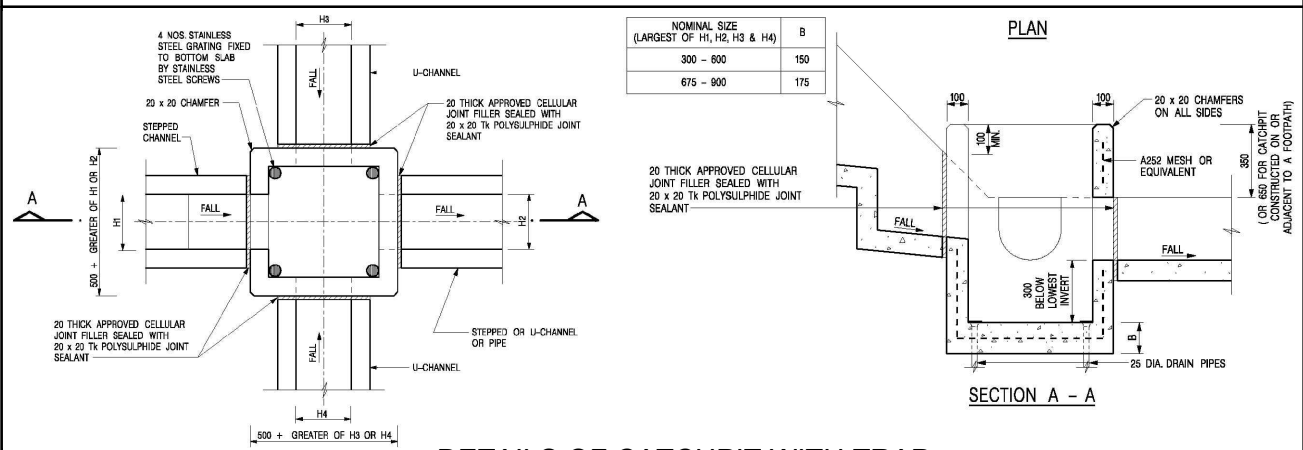 H3
4 NOS. STAINLESS
STEEL GRATING FIXED
TO BOTTOM SLAB
BY STAINLESS
STEEL SCREWS
FALL
U-CHANNEL
20 x 20 CHAMFER
20 THICK APPROVED CELLULAR
JOINT FILLER SEALED WITH
20 x 20 Tk POLYSULPHIDE JOINT
SEALANT
STEPPED
CHANNEL
A
A
500 + GREATER OF H1 OR H2
H1
FALL
FALL
H2
20 THICK APPROVED CELLULAR
JOINT FILLER SEALED WITH
20 x 20 Tk POLYSULPHIDE JOINT
SEALANT
STEPPED OR U-CHANNEL
OR PIPE
FALL
U-CHANNEL
H4
500 + GREATER OF H3 OR H4
NOMINAL SIZE
(LARGEST OF H1, H2, H3 & H4)
B
300 - 600
150
675 - 900
175
PLAN
100
100
20 x 20 CHAMFERS
ON ALL SIDES
100
MIN.
A252 MESH OR
EQUIVALENT
350
(OR 650 FOR CATCHPIT
CONSTRUCTED ON OR
ADJACENT TO A FOOTPATH)
20 THICK APPROVED CELLULAR
JOINT FILLER SEALED WITH
20 x 20 Tk POLYSULPHIDE JOINT
SEALANT
FALL
FALL
300
BELOW
LOWEST
INVERT
B
25 DIA. DRAIN PIPES
SECTION A - A
DETAILS OF CATCHPIT WITH TRAP